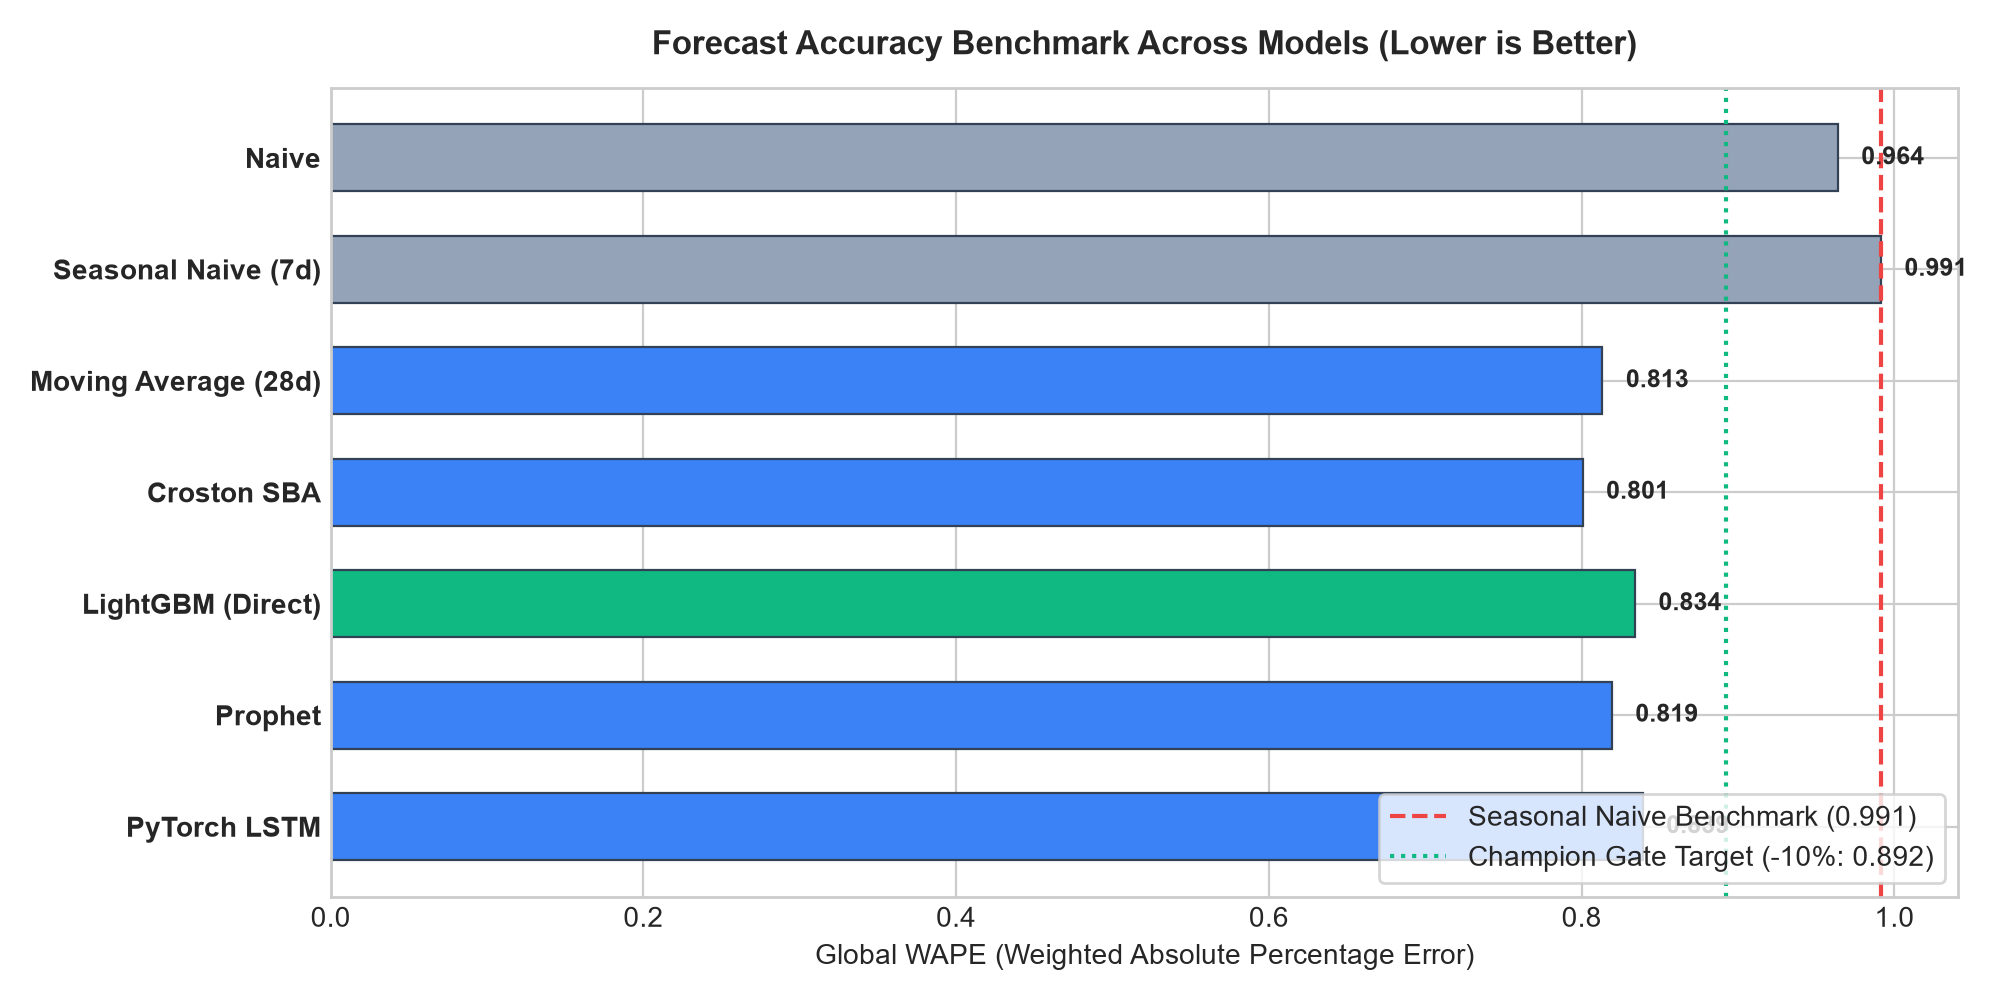 Forecast Accuracy Benchmark Across Models (Lower is Better)
Naive
0.964
Seasonal Naive (7d)
0.991
Moving Average (28d)
0.813
Croston SBA
0.801
LightGBM (Direct)
0.834
Prophet
0.819
PyTorch LSTM
0.839
Seasonal Naive Benchmark (0.991)
Champion Gate Target (-10%: 0.892)
0.0 0.2 0.4 0.6 0.8 1.0
Global WAPE (Weighted Absolute Percentage Error)